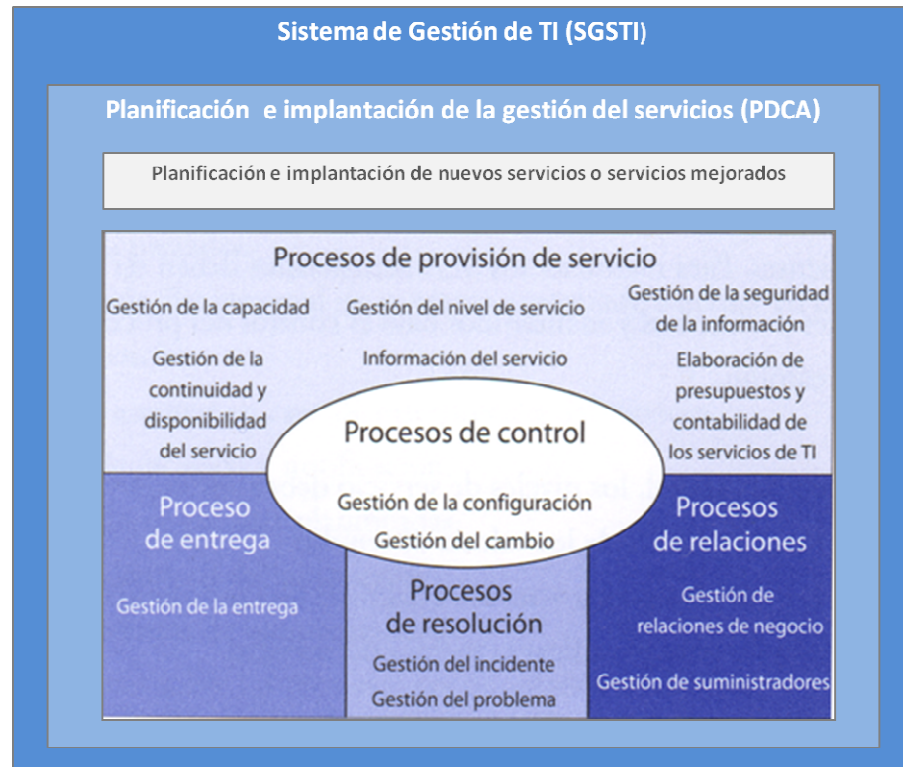 Sistema de Gestión de TI (SGSTI)
Planificación e implantación de la gestión del servicios (PDCA)
Planificación e implantación de nuevos servicios o servicios mejorados
Procesos de provisión de servicio
Gestión de la capacidad
Gestión de la
continuidad y
disponibilidad
del servicio
Gestión del nivel de servicio
Información del servicio
Gestión de la seguridad
de la información
Elaboración de
presupuestos y
contabilidad de
los servicios de TI
Procesos de control
Gestión de la configuración
Gestión del cambio
Proceso
de entrega
Gestión de la entrega
Procesos
de resolución
Gestión del incidente
Gestión del problema
Procesos
de relaciones
Gestión de
relaciones de negocio
Gestión de suministradores